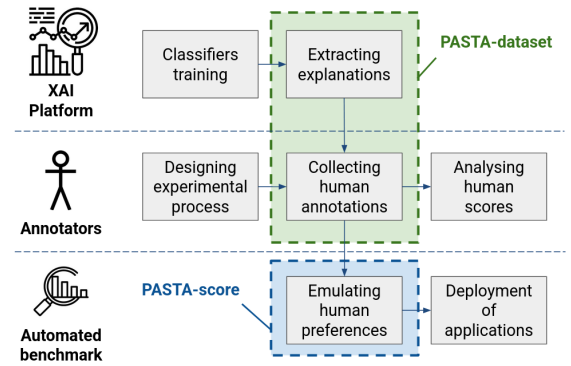 Classifiers
training
Extracting
explanations
PASTA-dataset
XAI
Platform
Designing
experimental
process
Collecting
human
annotations
Analysing
human
scores
Annotators
PASTA-score
Emulating
human
preferences
Deployment
of
applications
Automated
benchmark